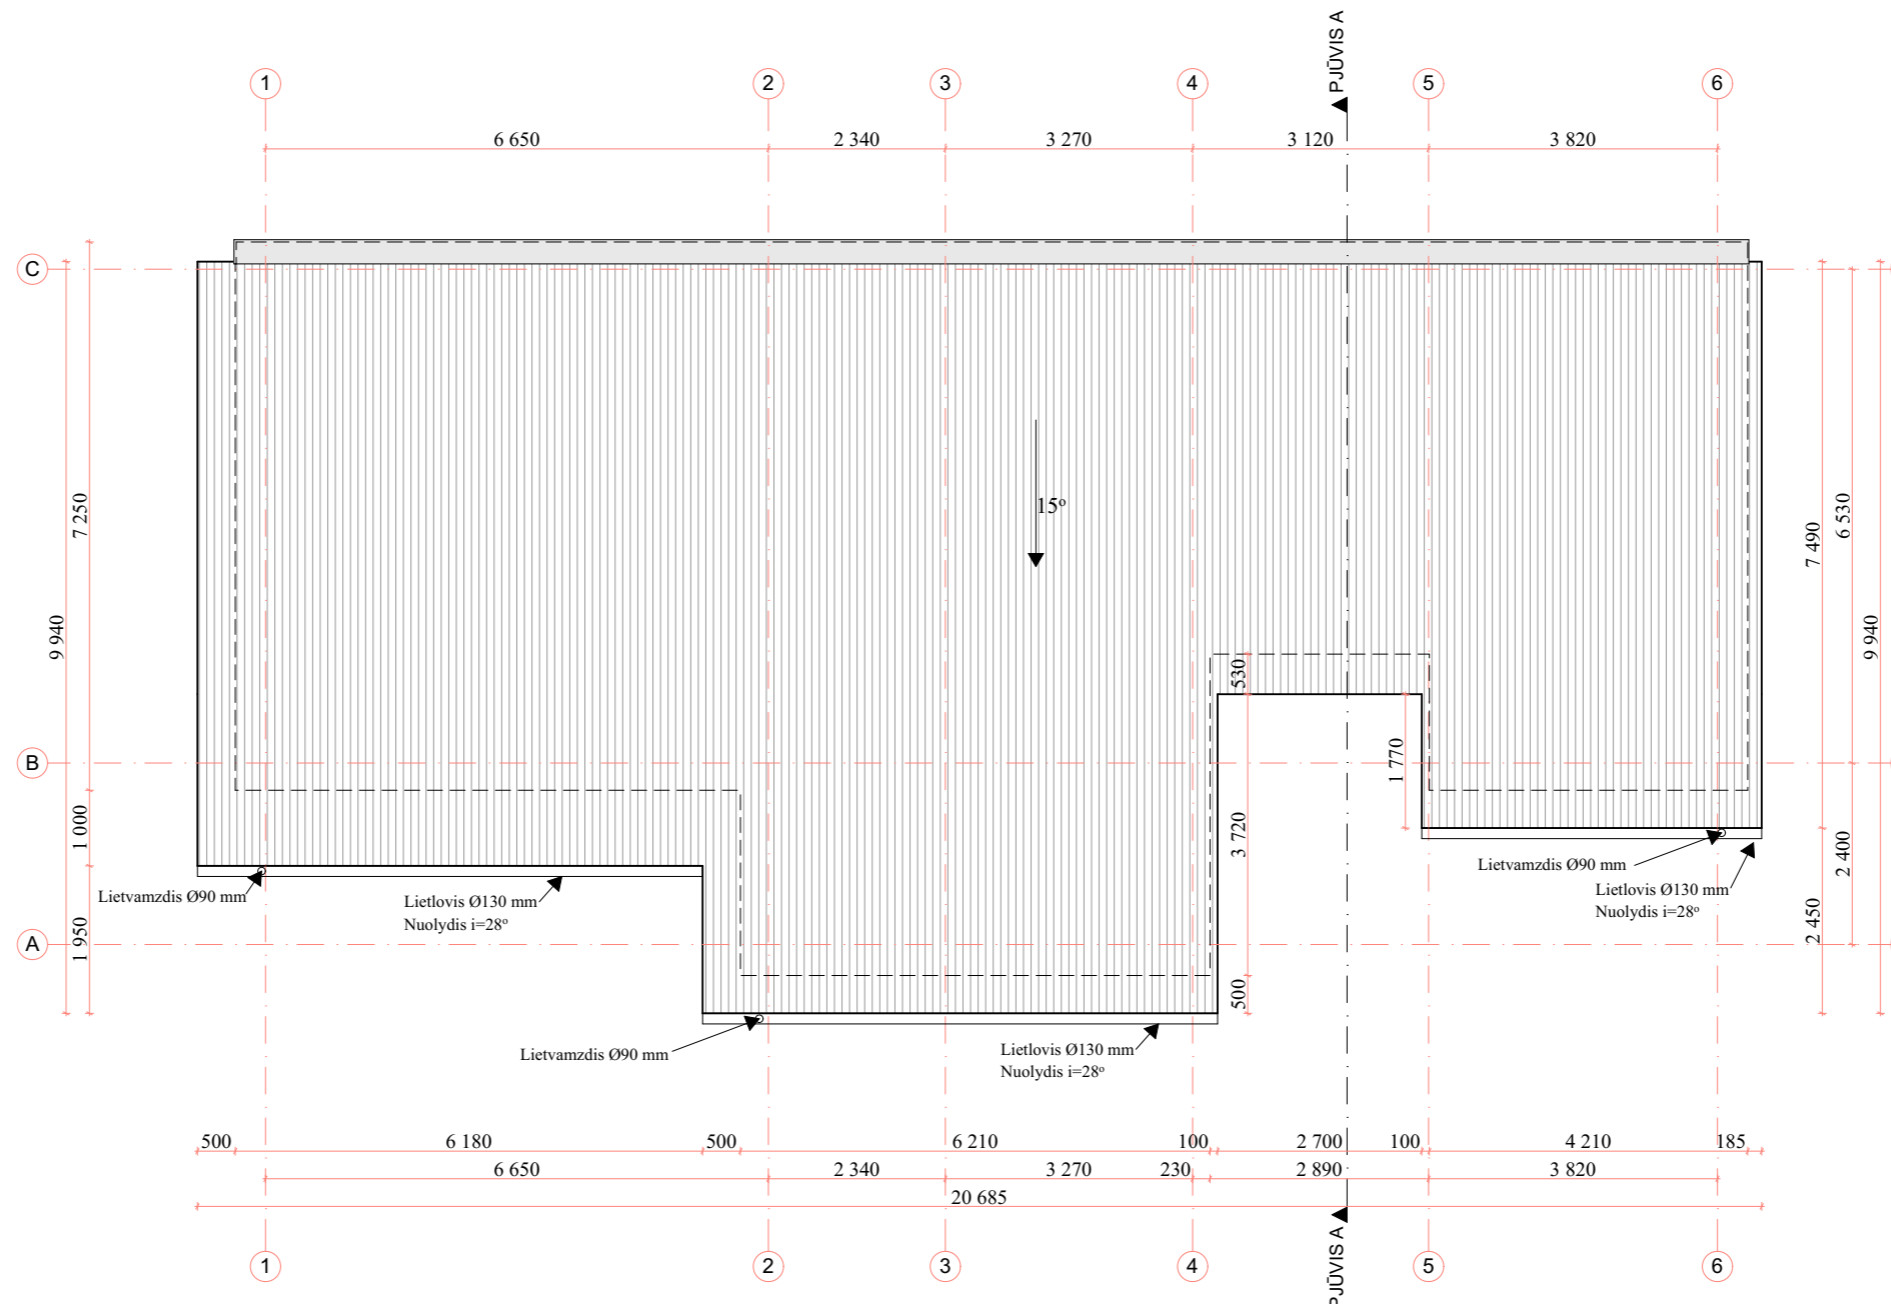 PJŪVIS A
1 2 3 4 5 6
6 650 2 340 3 270 3 120 3 820
C
15º
7 250
9 940
7 490
6 530
9 940
530
B
1 770
1 000
3 720
2 400
Lietvamzdis Ø90 mm
Lietlovis Ø130 mm
Nuolydis i=28º
Lietvamzdis Ø90 mm
Lietlovis Ø130 mm
Nuolydis i=28º
A
1 950
2 450
500
Lietvamzdis Ø90 mm
Lietlovis Ø130 mm
Nuolydis i=28º
500 6 180 500 6 210 100 2 700 100 4 210 185
6 650 2 340 3 270 230 2 890 3 820
20 685
1 2 3 4 5 6
PJŪVIS A